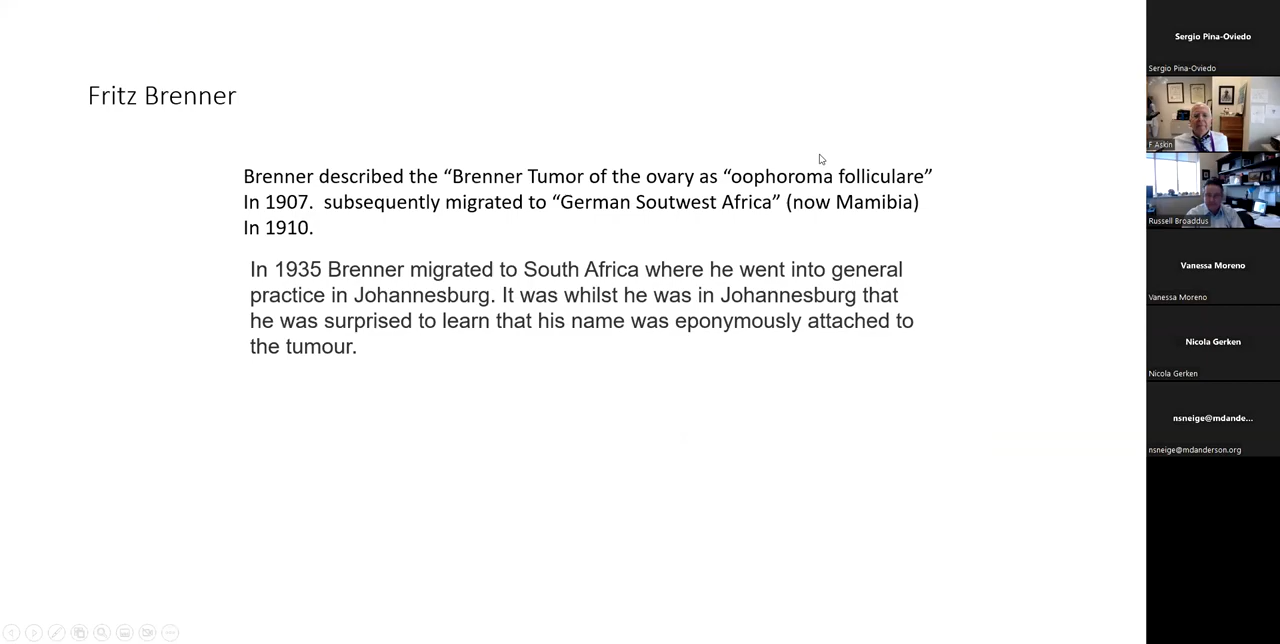 Fritz Brenner
Brenner described the “Brenner Tumor of the ovary as “oophoroma folliculare”
In 1907.  subsequently migrated to “German Soutwest Africa” (now Mamibia)
In 1910.
In 1935 Brenner migrated to South Africa where he went into general
practice in Johannesburg. It was whilst he was in Johannesburg that
he was surprised to learn that his name was eponymously attached to
the tumour.
Sergio Pina-Oviedo
Sergio Pina-Oviedo
F Askin
Russell Broaddus
Vanessa Moreno
Vanessa Moreno
Nicola Gerken
Nicola Gerken
nsneige@mdande...
nsneige@mdanderson.org